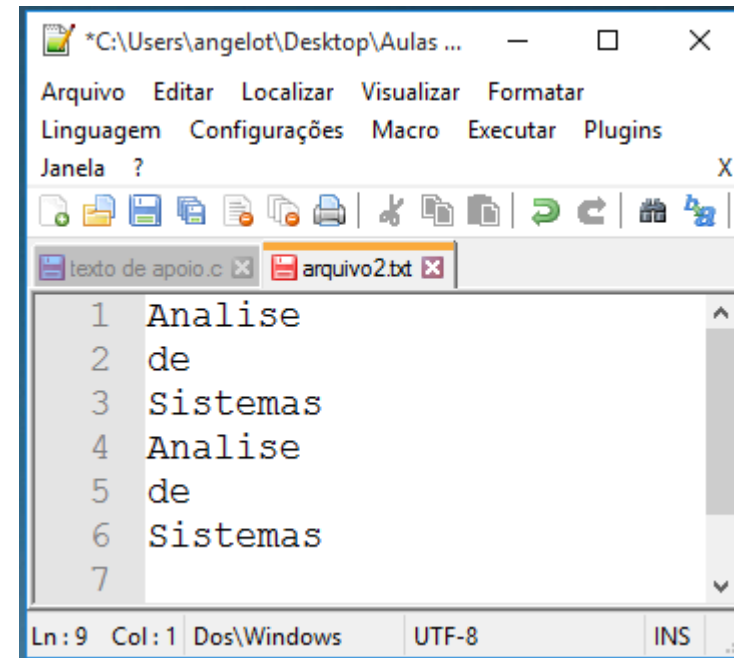 *C:\Users\angelot\Desktop\Aulas ...
Arquivo Editar Localizar Visualizar Formatar
Linguagem Configurações Macro Executar Plugins
Janela ? X
texto de apoio.c arquivo2.txt
1 Analise
2 de
3 Sistemas
4 Analise
5 de
6 Sistemas
7
Ln : 9 Col : 1 Dos\Windows UTF-8 INS